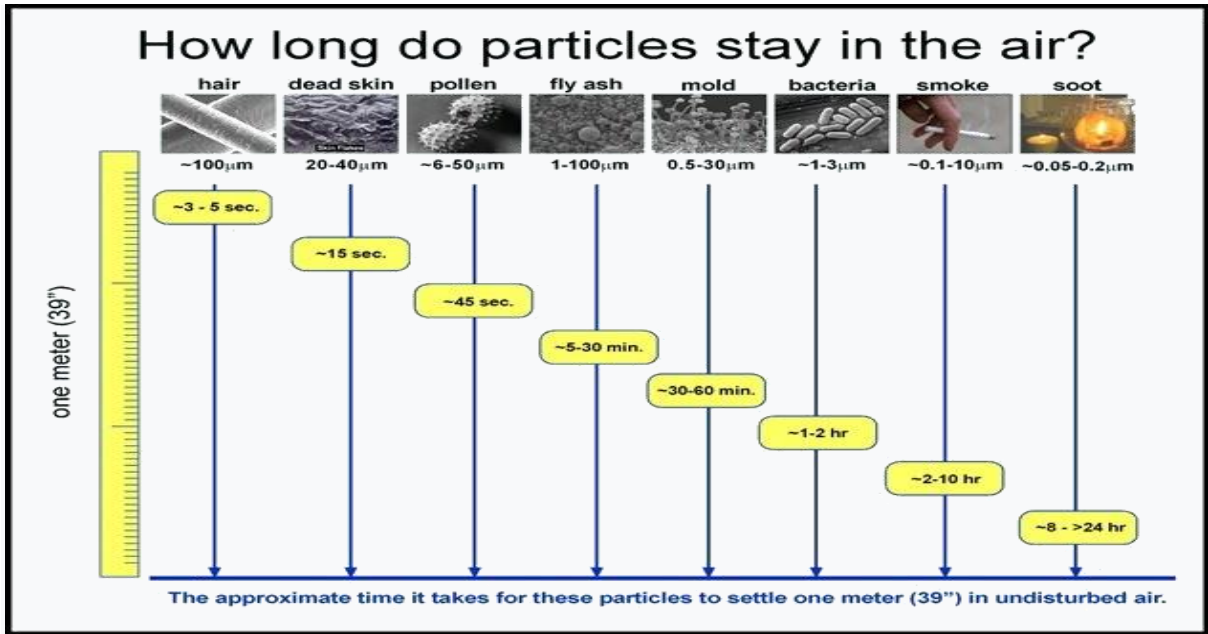 How long do particles stay in the air?
hair dead skin pollen fly ash mold bacteria smoke soot
Skin Flakes
~100µm 20-40µm ~6-50µm 1-100µm 0.5-30µm ~1-3µm ~0.1-10µm ~0.05-0.2µm
~3 - 5 sec.
~15 sec.
~45 sec.
~5-30 min.
~30-60 min.
~1-2 hr
~2-10 hr
~8 - >24 hr
one meter (39")
The approximate time it takes for these particles to settle one meter (39") in undisturbed air.